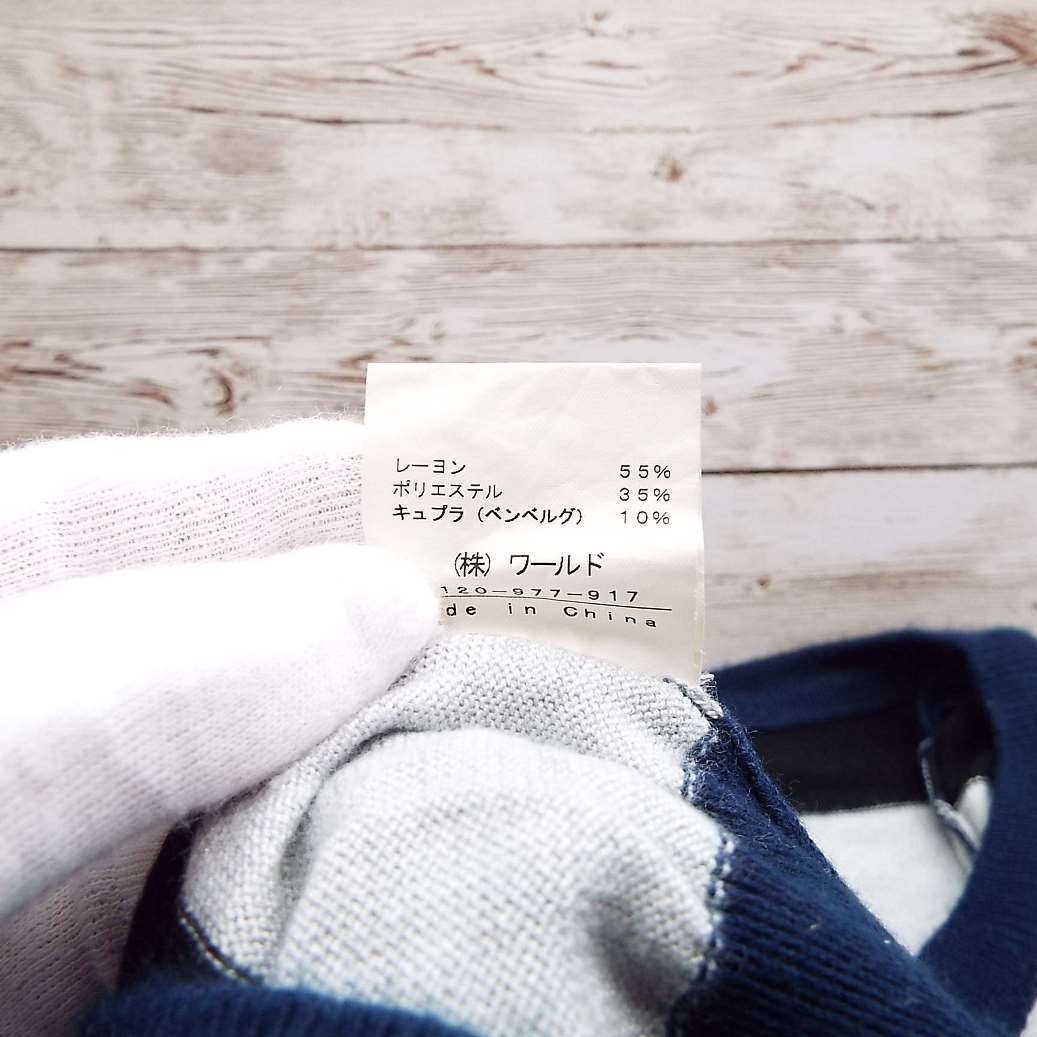 レーヨン 55%
ポリエステル 35%
キュプラ（ベンベルグ） 10%
（株）ワールド
120-977-917
in China